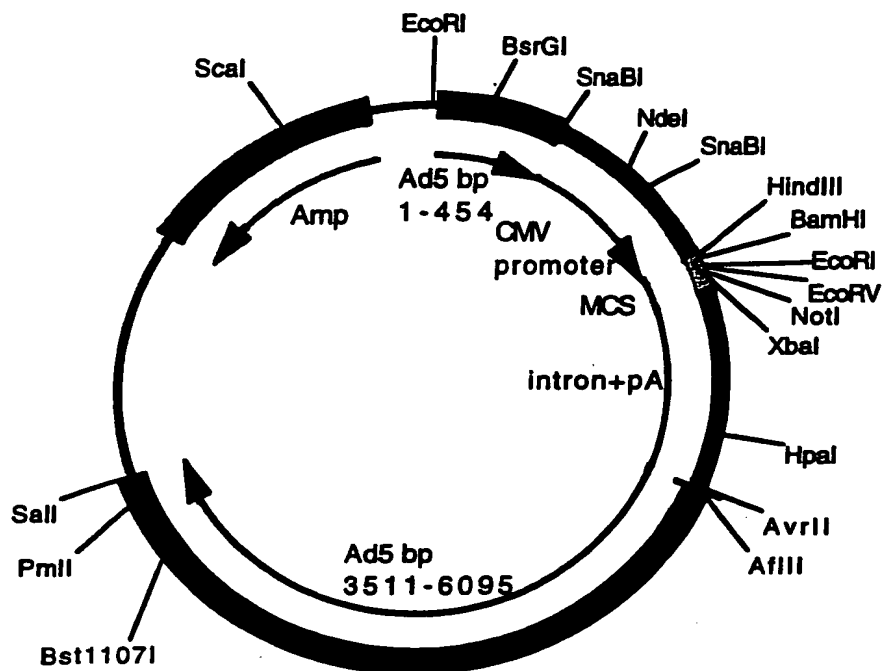 EcoRI
BsrGI
ScaI
SnaBI
NdeI
SnaBI
HindIII
BamHI
EcoRI
EcoRV
NotI
XbaI
Ad5 bp
1-454
Amp
CMV
promoter
MCS
intron+pA
HpaI
AvrII
AflII
SalI
PmlI
Ad5 bp
3511-6095
Bst1107I